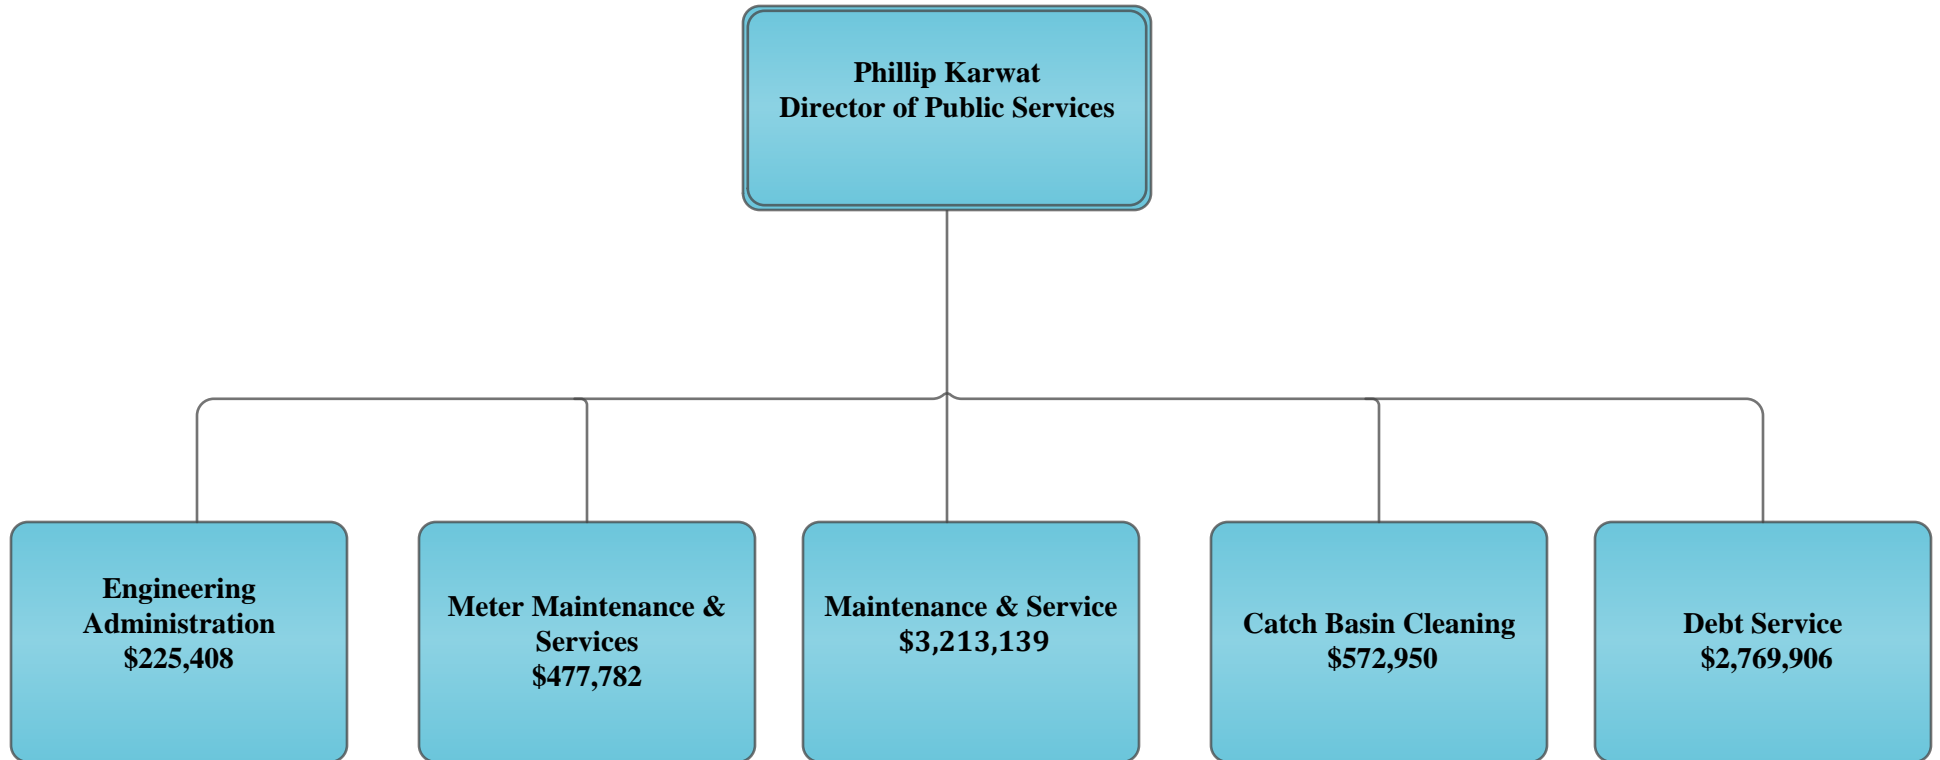 Phillip Karwat
Director of Public Services
Engineering
Administration
$225,408
Meter Maintenance &
Services
$477,782
Maintenance & Service
$3,213,139
Catch Basin Cleaning
$572,950
Debt Service
$2,769,906